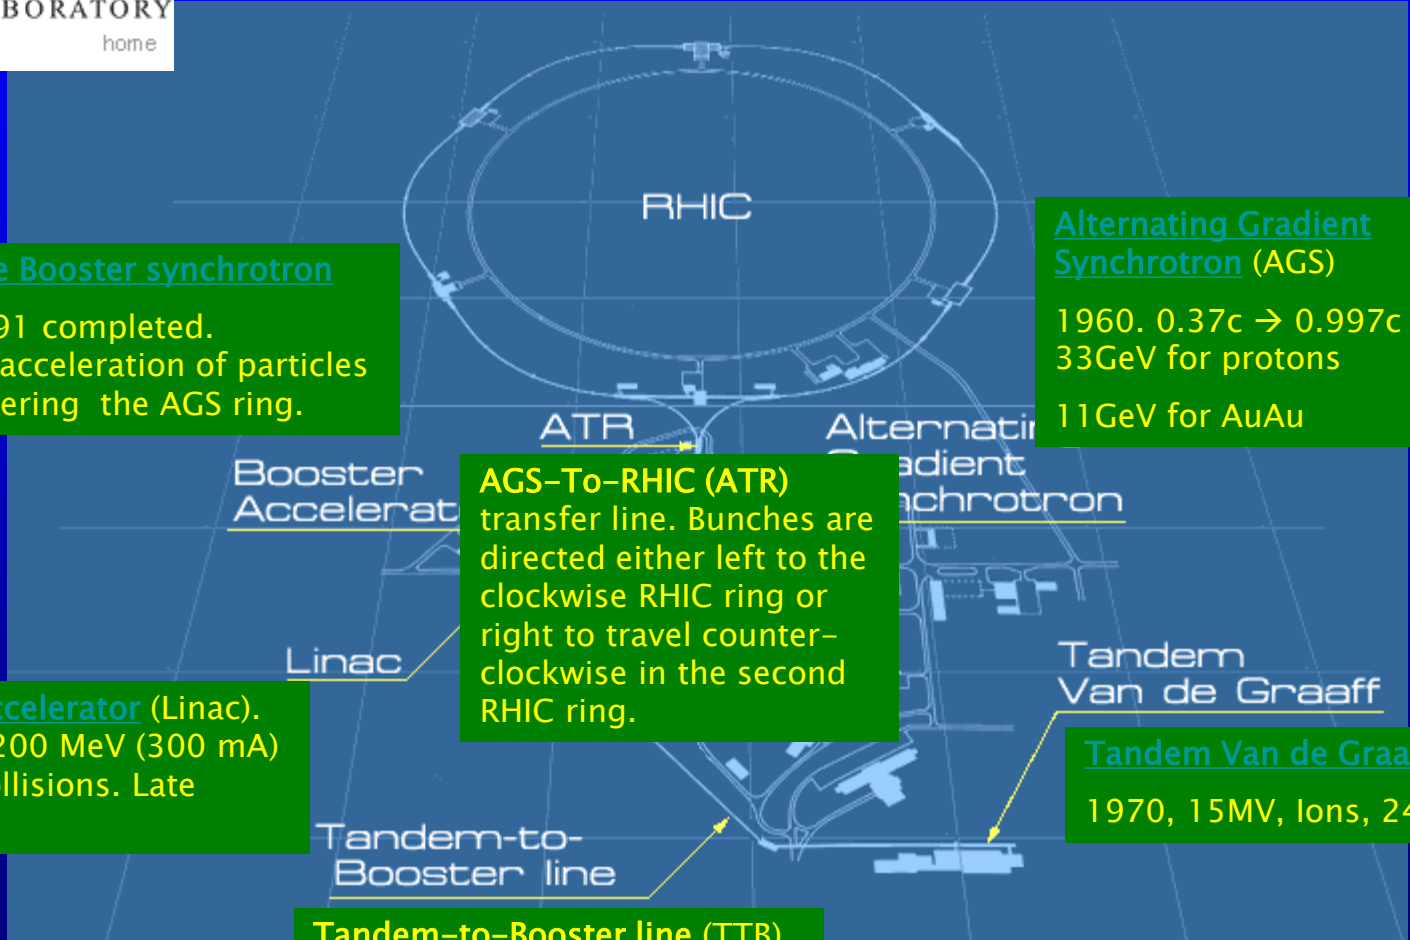 BORATORY
home
RHIC
Alternating Gradient
Synchrotron (AGS)
1960. 0.37c → 0.997c
33GeV for protons
11GeV for AuAu
e Booster synchrotron
91 completed.
acceleration of particles
ering the AGS ring.
ATR
Alternatin
adient
nchrotron
Booster
Accelerat
AGS-To-RHIC (ATR)
transfer line. Bunches are
directed either left to the
clockwise RHIC ring or
right to travel counter-
clockwise in the second
RHIC ring.
Linac
ccelerator (Linac).
200 MeV (300 mA)
ollisions. Late
Tandem
Van de Graaff
Tandem Van de Graa
1970, 15MV, Ions, 24
Tandem-to-
Booster line
Tandem-to-Booster line (TTB)